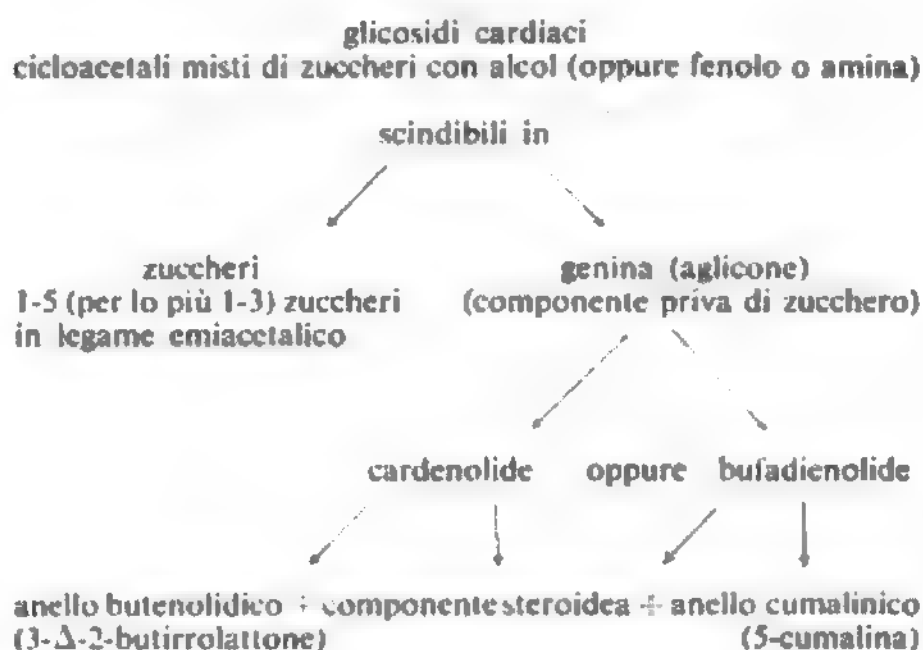 glicosidi cardiaci
cicloacetali misti di zuccheri con alcol (oppure fenolo o amina)
scindibili in
zuccheri genina (aglicone)
1-5 (per lo più 1-3) zuccheri (componente priva di zucchero)
in legame emiacetalico
cardenolide oppure bufadienolide
anello butenolidico + componente steroidea + anello cumalinico
(3-Δ-2-butirrolattone) (5-cumalina)